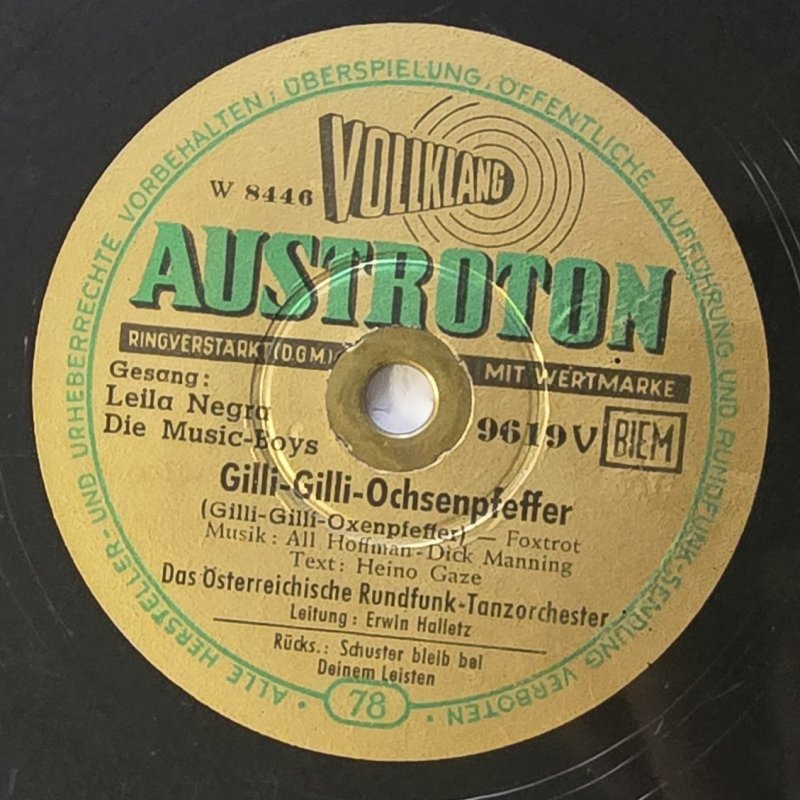 ALLE HERSTELLER- UND URHEBERRECHTE VORBEHALTEN; ÜBERSPIELUNG, ÖFFENTLICHE AUFFÜHRUNG UND RUNDFUNK-SENDUNG VERBOTEN
VOLLKLANG
W 8446
AUSTROTON
RINGVERSTÄRKT (D.G.M.) MIT WERTMARKE
Gesang:
Leila Negra
Die Music-Boys
9619 V BIEM
Gilli-Gilli-Ochsenpfeffer
(Gilli-Gilli-Oxenpfeffer) — Foxtrot
Musik: All Hoffman-Dick Manning
Text: Heino Gaze
Das Österreichische Rundfunk-Tanzorchester
Leitung: Erwin Halletz
Rücks.: Schuster bleib bei
Deinem Leisten
78